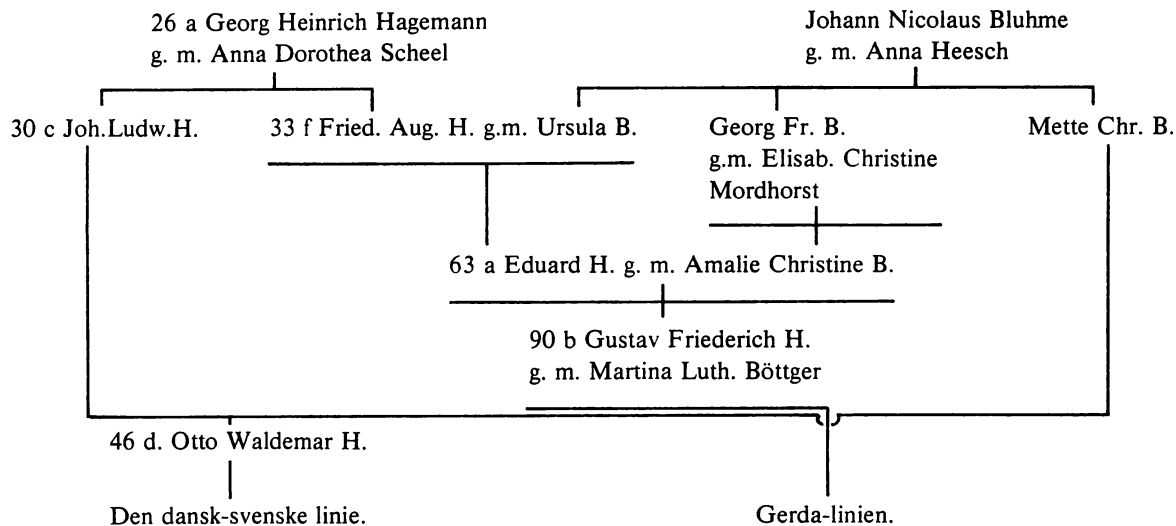 26 a Georg Heinrich Hagemann
g. m. Anna Dorothea Scheel
Johann Nicolaus Bluhme
g. m. Anna Heesch
30 c Joh.Ludw.H.
33 f Fried. Aug. H. g.m. Ursula B.
Georg Fr. B.
g.m. Elisab. Christine
Mordhorst
Mette Chr. B.
63 a Eduard H. g. m. Amalie Christine B.
90 b Gustav Friederich H.
g. m. Martina Luth. Böttger
46 d. Otto Waldemar H.
Den dansk-svenske linie.
Gerda-linien.